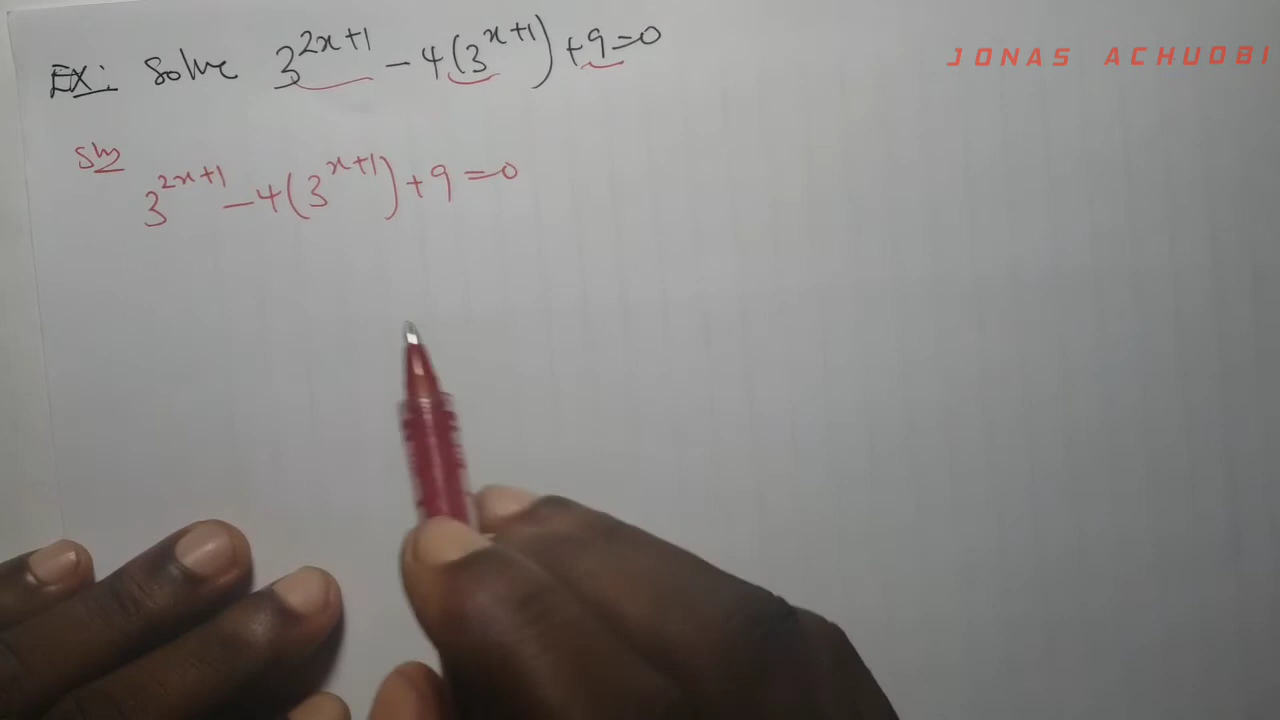 Ex: Solve 3^{2x+1} - 4(3^{x+1}) + 9 = 0
JONAS ACHUOBI
Sln
3^{2x+1} - 4(3^{x+1}) + 9 = 0